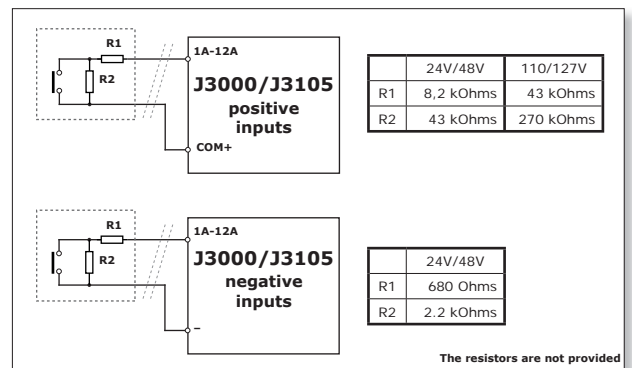 R1
R2
1A-12A
J3000/J3105
positive
inputs
COM+
24V/48V 110/127V
R1 8,2 kOhms 43 kOhms
R2 43 kOhms 270 kOhms
R1
R2
1A-12A
J3000/J3105
negative
inputs
–
24V/48V
R1 680 Ohms
R2 2.2 kOhms
The resistors are not provided